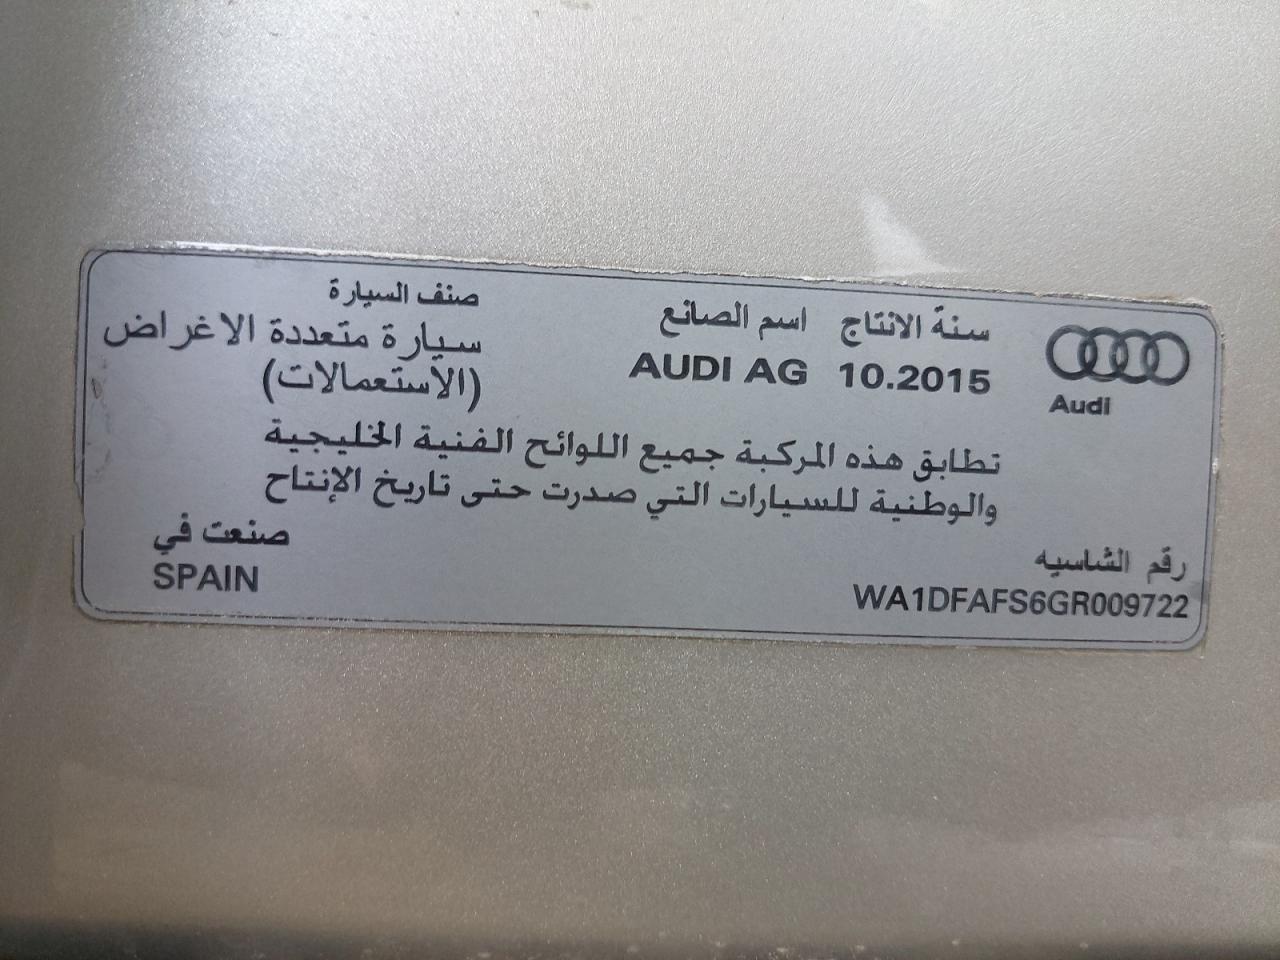 Audi
سنة الانتاج
10.2015
اسم الصانع
AUDI AG
صنف السيارة
سيارة متعددة الاغراض
(الاستعمالات)
تطابق هذه المركبة جميع اللوائح الفنية الخليجية
والوطنية للسيارات التي صدرت حتى تاريخ الإنتاج
رقم الشاسيه
WA1DFAFS6GR009722
صنعت في
SPAIN